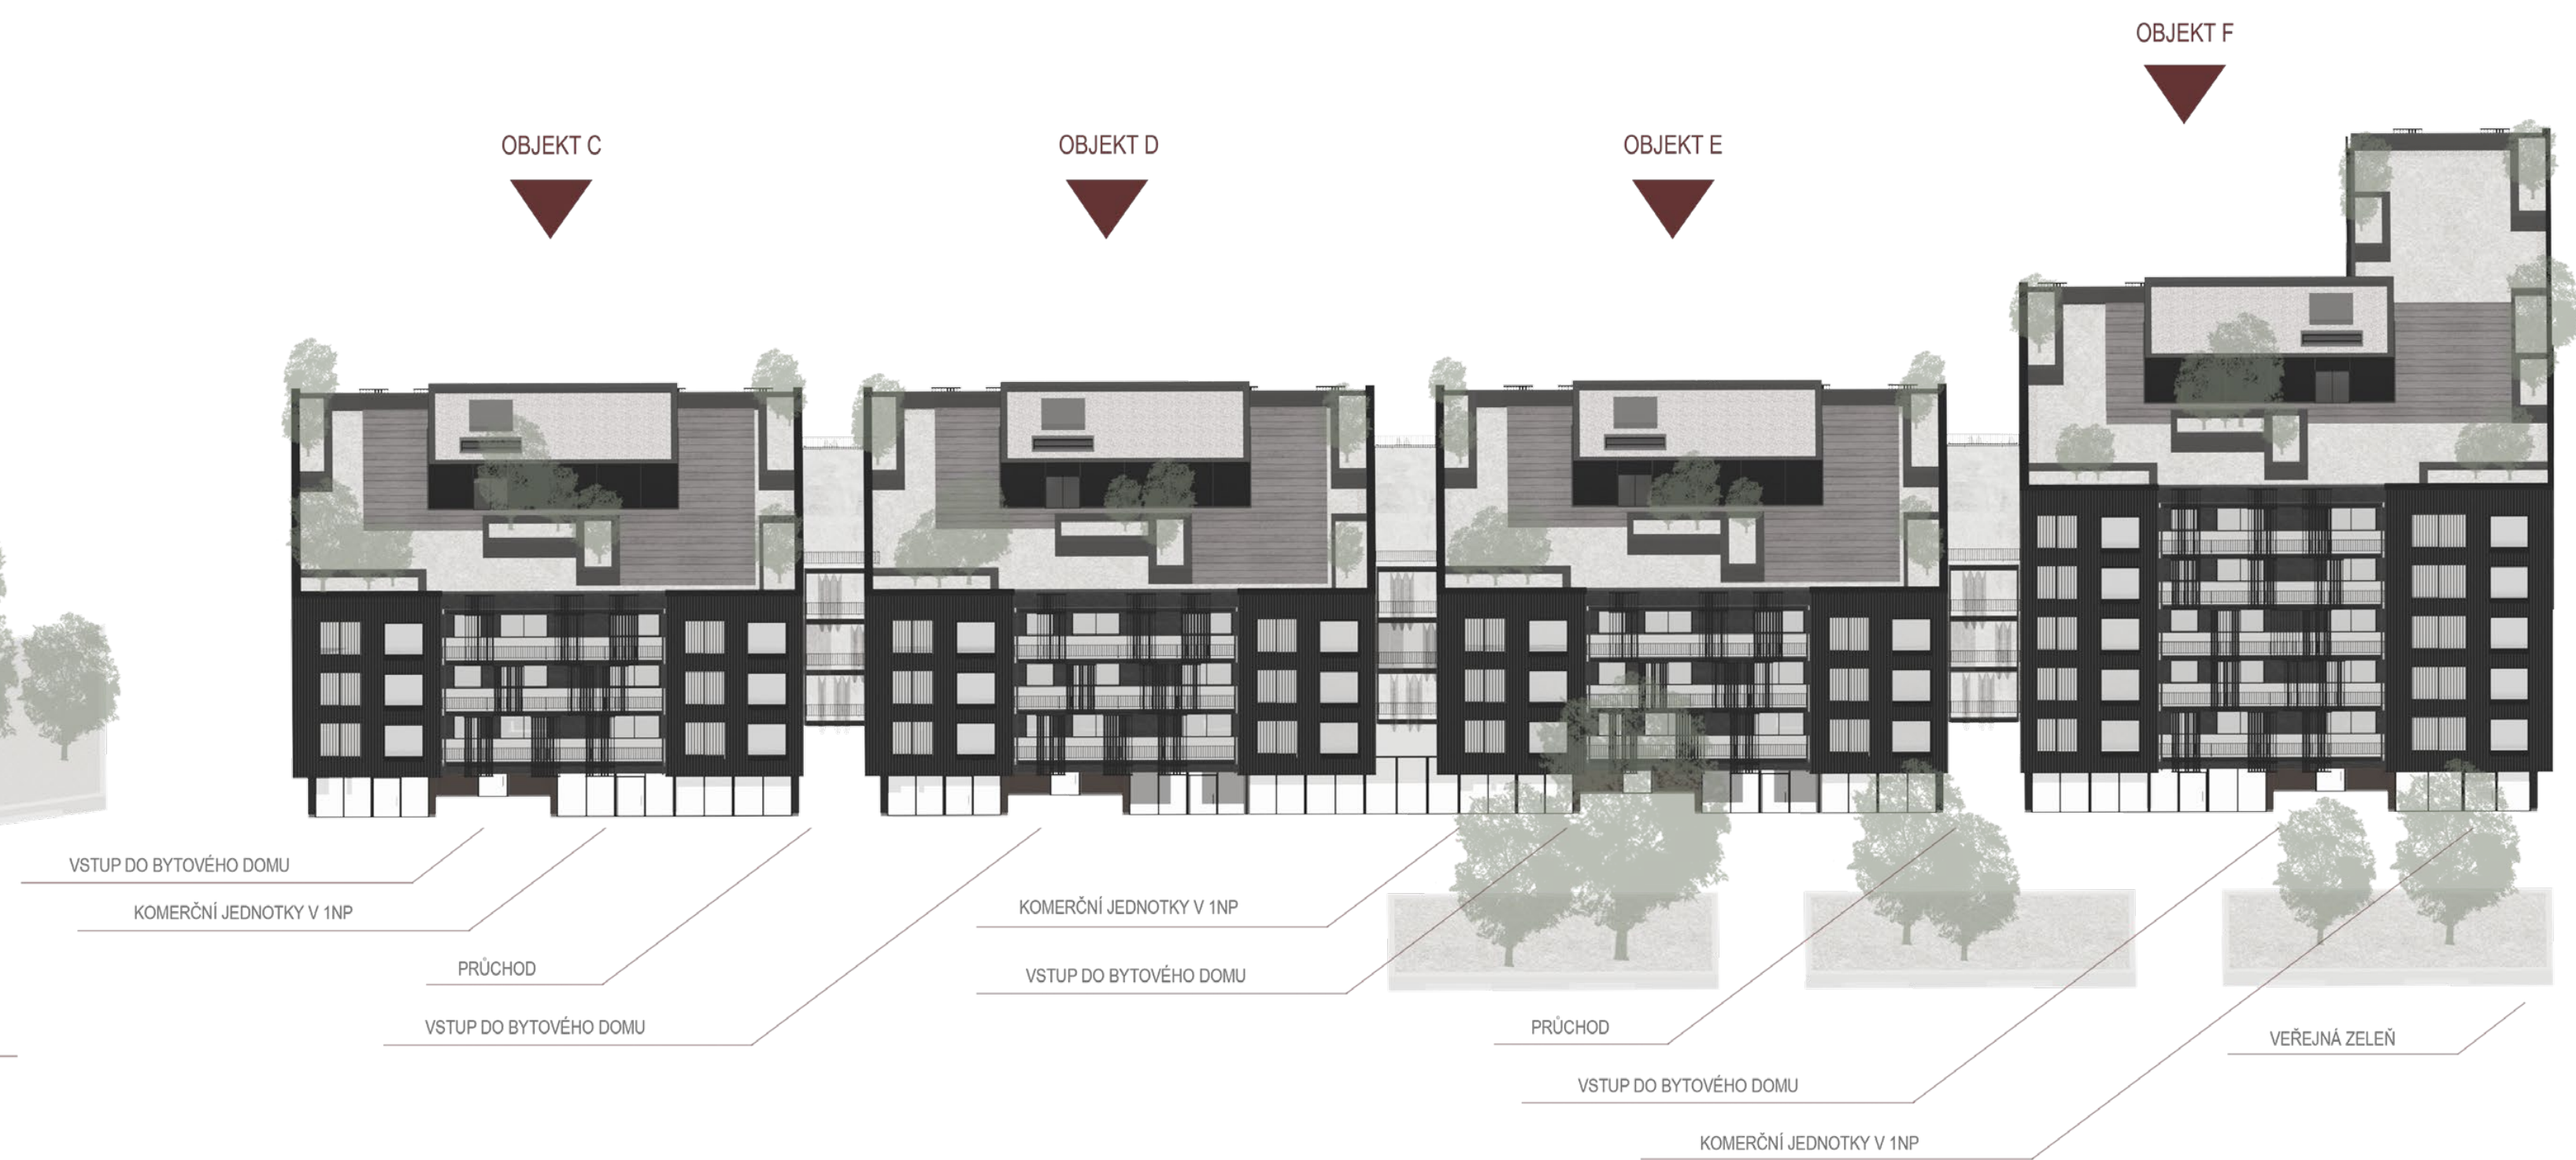 OBJEKT F
OBJEKT C
OBJEKT D
OBJEKT E
VSTUP DO BYTOVÉHO DOMU
KOMERČNÍ JEDNOTKY V 1NP
PRŮCHOD
VSTUP DO BYTOVÉHO DOMU
KOMERČNÍ JEDNOTKY V 1NP
VSTUP DO BYTOVÉHO DOMU
PRŮCHOD
VSTUP DO BYTOVÉHO DOMU
KOMERČNÍ JEDNOTKY V 1NP
VEŘEJNÁ ZELEŇ